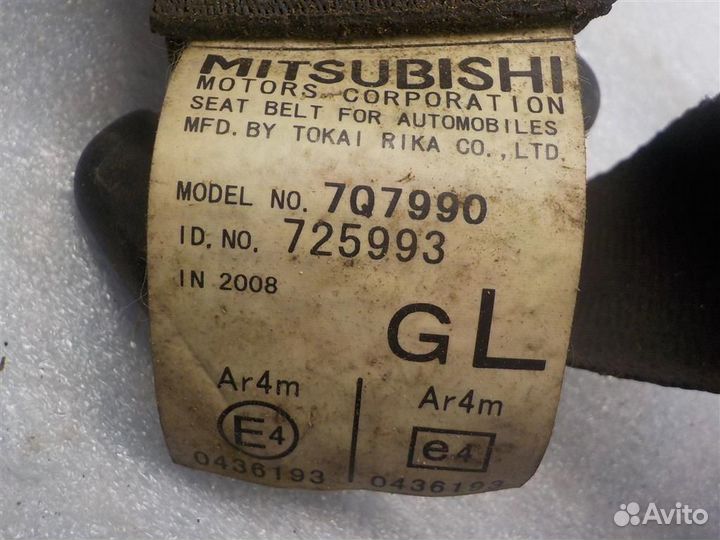 MITSUBISHI
MOTORS CORPORATION
SEAT BELT FOR AUTOMOBILES
MFD. BY TOKAI RIKA CO.,LTD.
MODEL NO. 7Q7990
ID. NO. 725993
IN 2008
GL
Ar4m
E4
0436193
Ar4m
e4
0436193
Avito